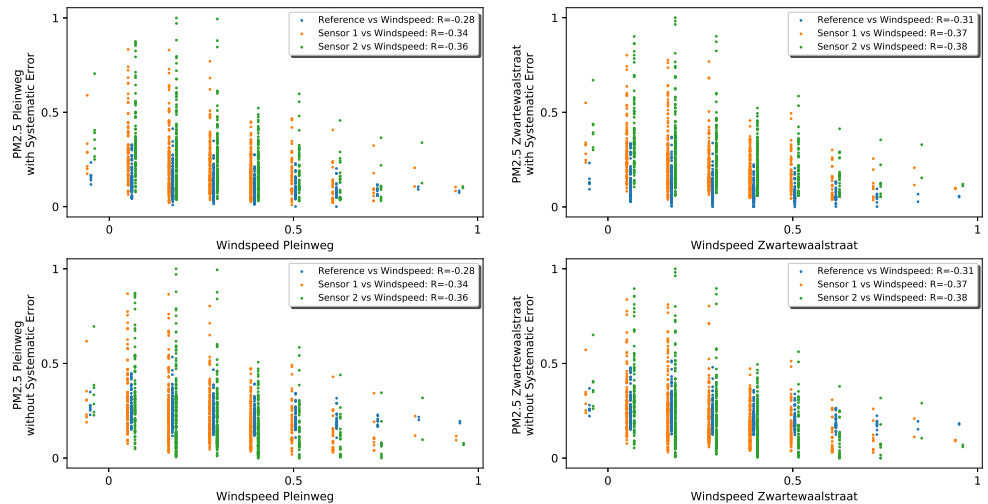 PM2.5 Pleinweg
with Systematic Error
1
0.5
0
Reference vs Windspeed: R=-0.28
Sensor 1 vs Windspeed: R=-0.34
Sensor 2 vs Windspeed: R=-0.36
0 0.5 1
Windspeed Pleinweg
PM2.5 Zwartewaalstraat
with Systematic Error
1
0.5
0
Reference vs Windspeed: R=-0.31
Sensor 1 vs Windspeed: R=-0.37
Sensor 2 vs Windspeed: R=-0.38
0 0.5 1
Windspeed Zwartewaalstraat
PM2.5 Pleinweg
without Systematic Error
1
0.5
0
Reference vs Windspeed: R=-0.28
Sensor 1 vs Windspeed: R=-0.34
Sensor 2 vs Windspeed: R=-0.36
0 0.5 1
Windspeed Pleinweg
PM2.5 Zwartewaalstraat
without Systematic Error
1
0.5
0
Reference vs Windspeed: R=-0.31
Sensor 1 vs Windspeed: R=-0.37
Sensor 2 vs Windspeed: R=-0.38
0 0.5 1
Windspeed Zwartewaalstraat